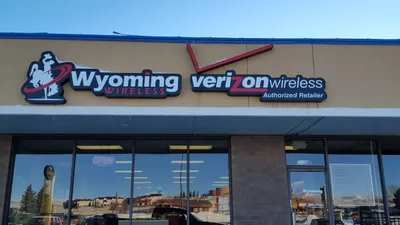 Wyoming
WIRELESS
verizonwireless
Authorized Retailer
OPEN